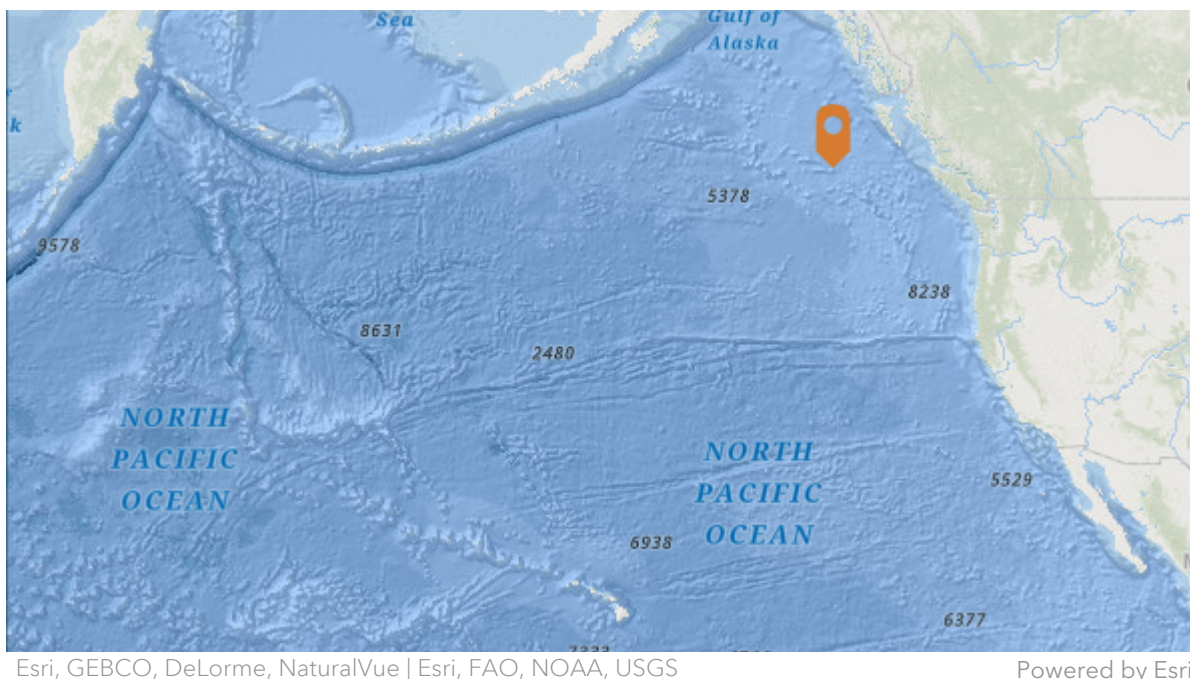 Sea
Gulf of
Alaska
k
5378
9578
8238
8631
2480
NORTH
PACIFIC
OCEAN
NORTH
PACIFIC
OCEAN
5529
6938
6377
Esri, GEBCO, DeLorme, NaturalVue | Esri, FAO, NOAA, USGS
Powered by Esri